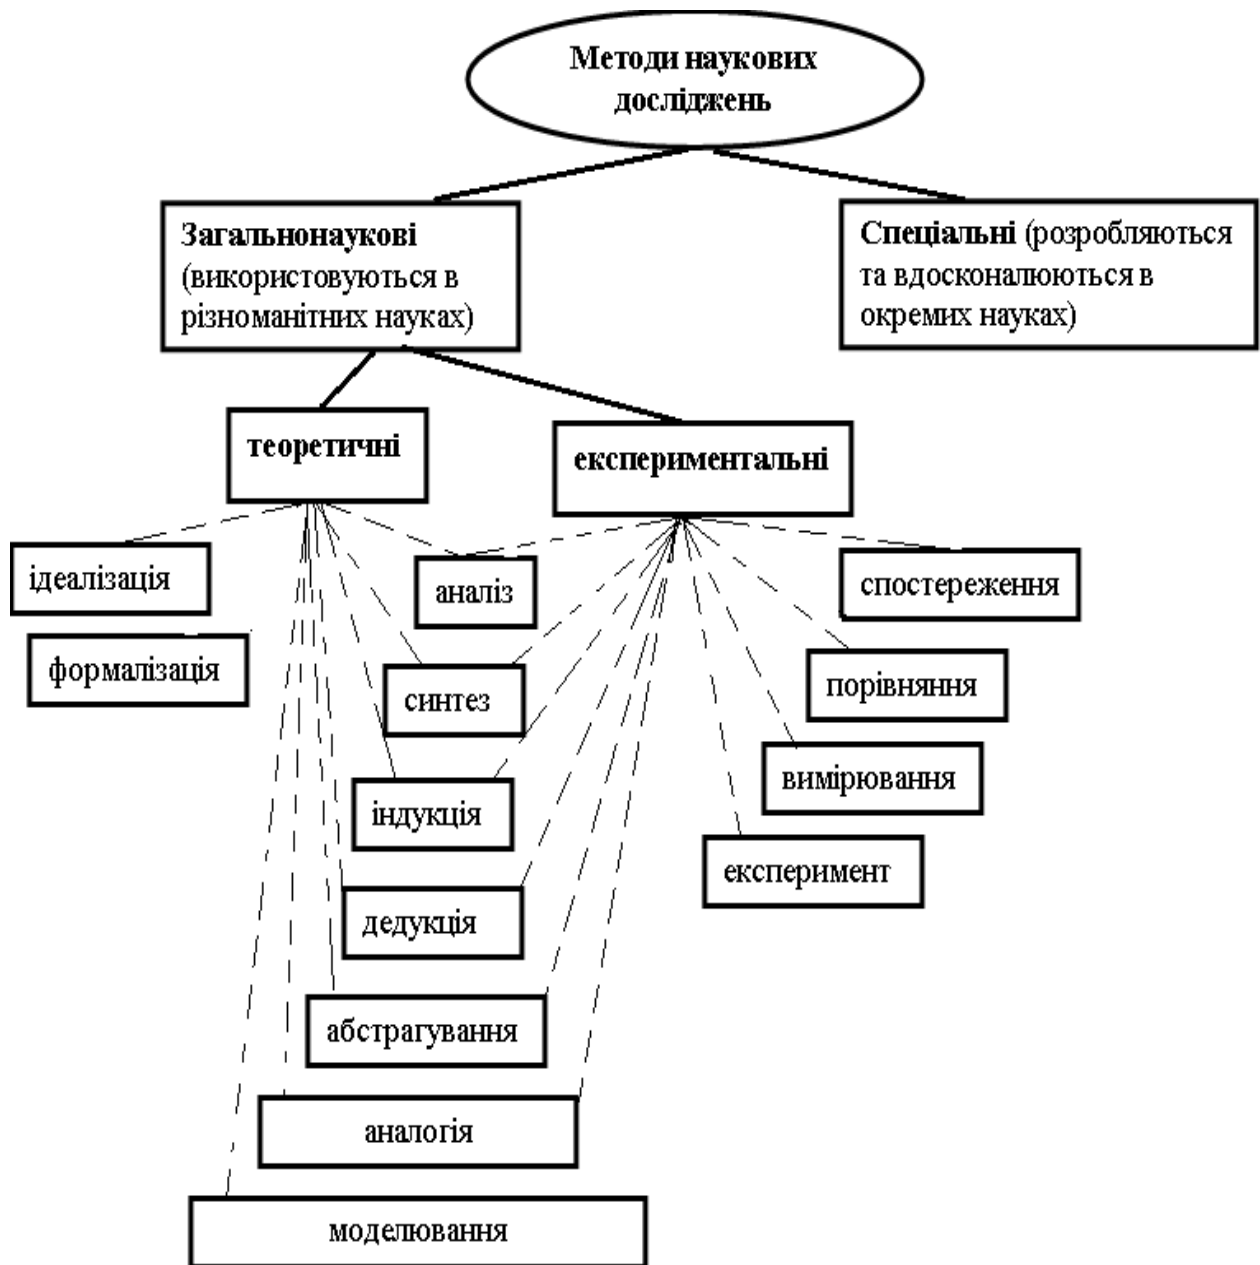 Методи наукових
досліджень
Загальнонаукові
(використовуються в
різноманітних науках)
Спеціальні (розробляються
та вдосконалюються в
окремих науках)
теоретичні
експериментальні
ідеалізація
аналіз
спостереження
формалізація
синтез
порівняння
вимірювання
індукція
експеримент
дедукція
абстрагування
аналогія
моделювання